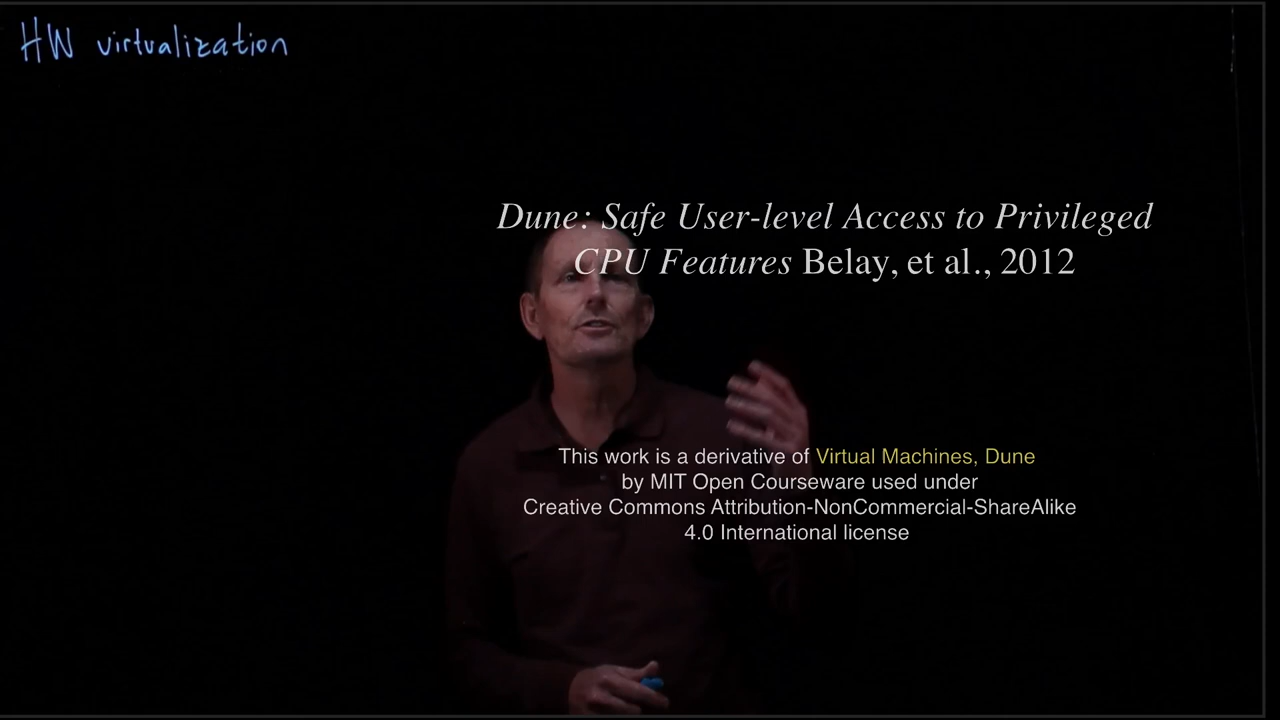 HW virtualization
Dune: Safe User-level Access to Privileged
CPU Features Belay, et al., 2012
This work is a derivative of Virtual Machines, Dune
by MIT Open Courseware used under
Creative Commons Attribution-NonCommercial-ShareAlike
4.0 International license